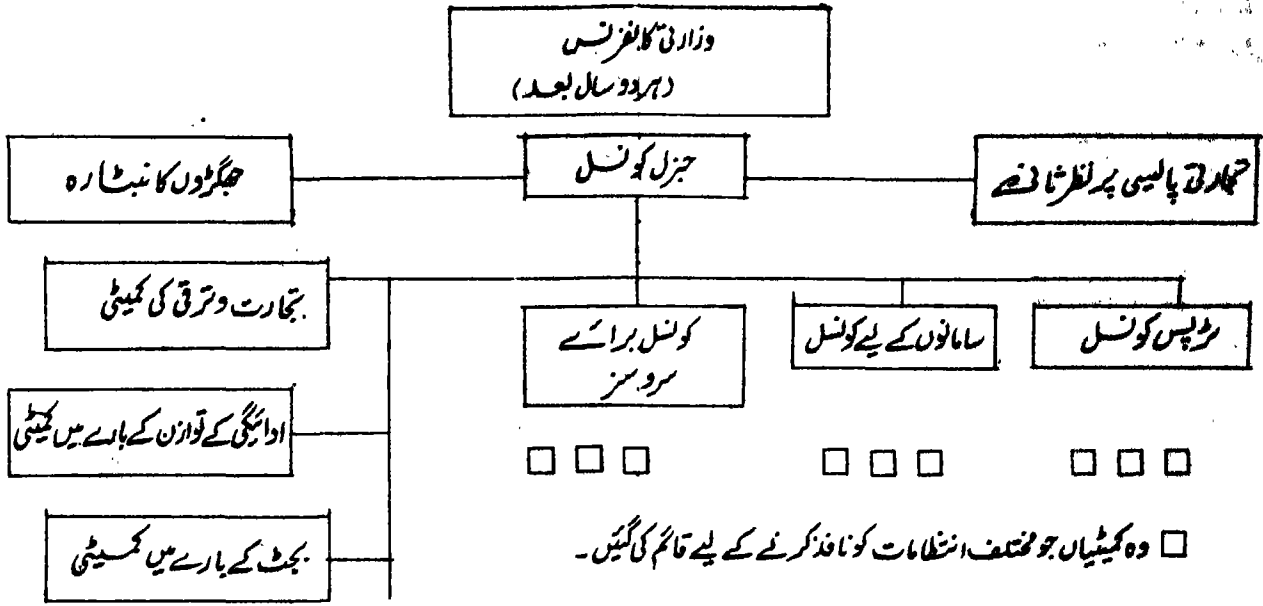 وزارتی کانفرنس
(ہر دو سال بعد)
تجارتی پالیسی پر نظر ثانی
جنرل کونسل
جھگڑوں کا نبٹارہ
تجارت و ترقی کی کمیٹی
ٹرپس کونسل
سامانوں کے لیے کونسل
کونسل برائے
سروسز
ادائیگی کے توازن کے بارے میں کمیٹی
بجٹ کے بارے میں کمیٹی
وہ کمیٹیاں جو مختلف انتظامات کو نافذ کرنے کے لیے قائم کی گئیں۔